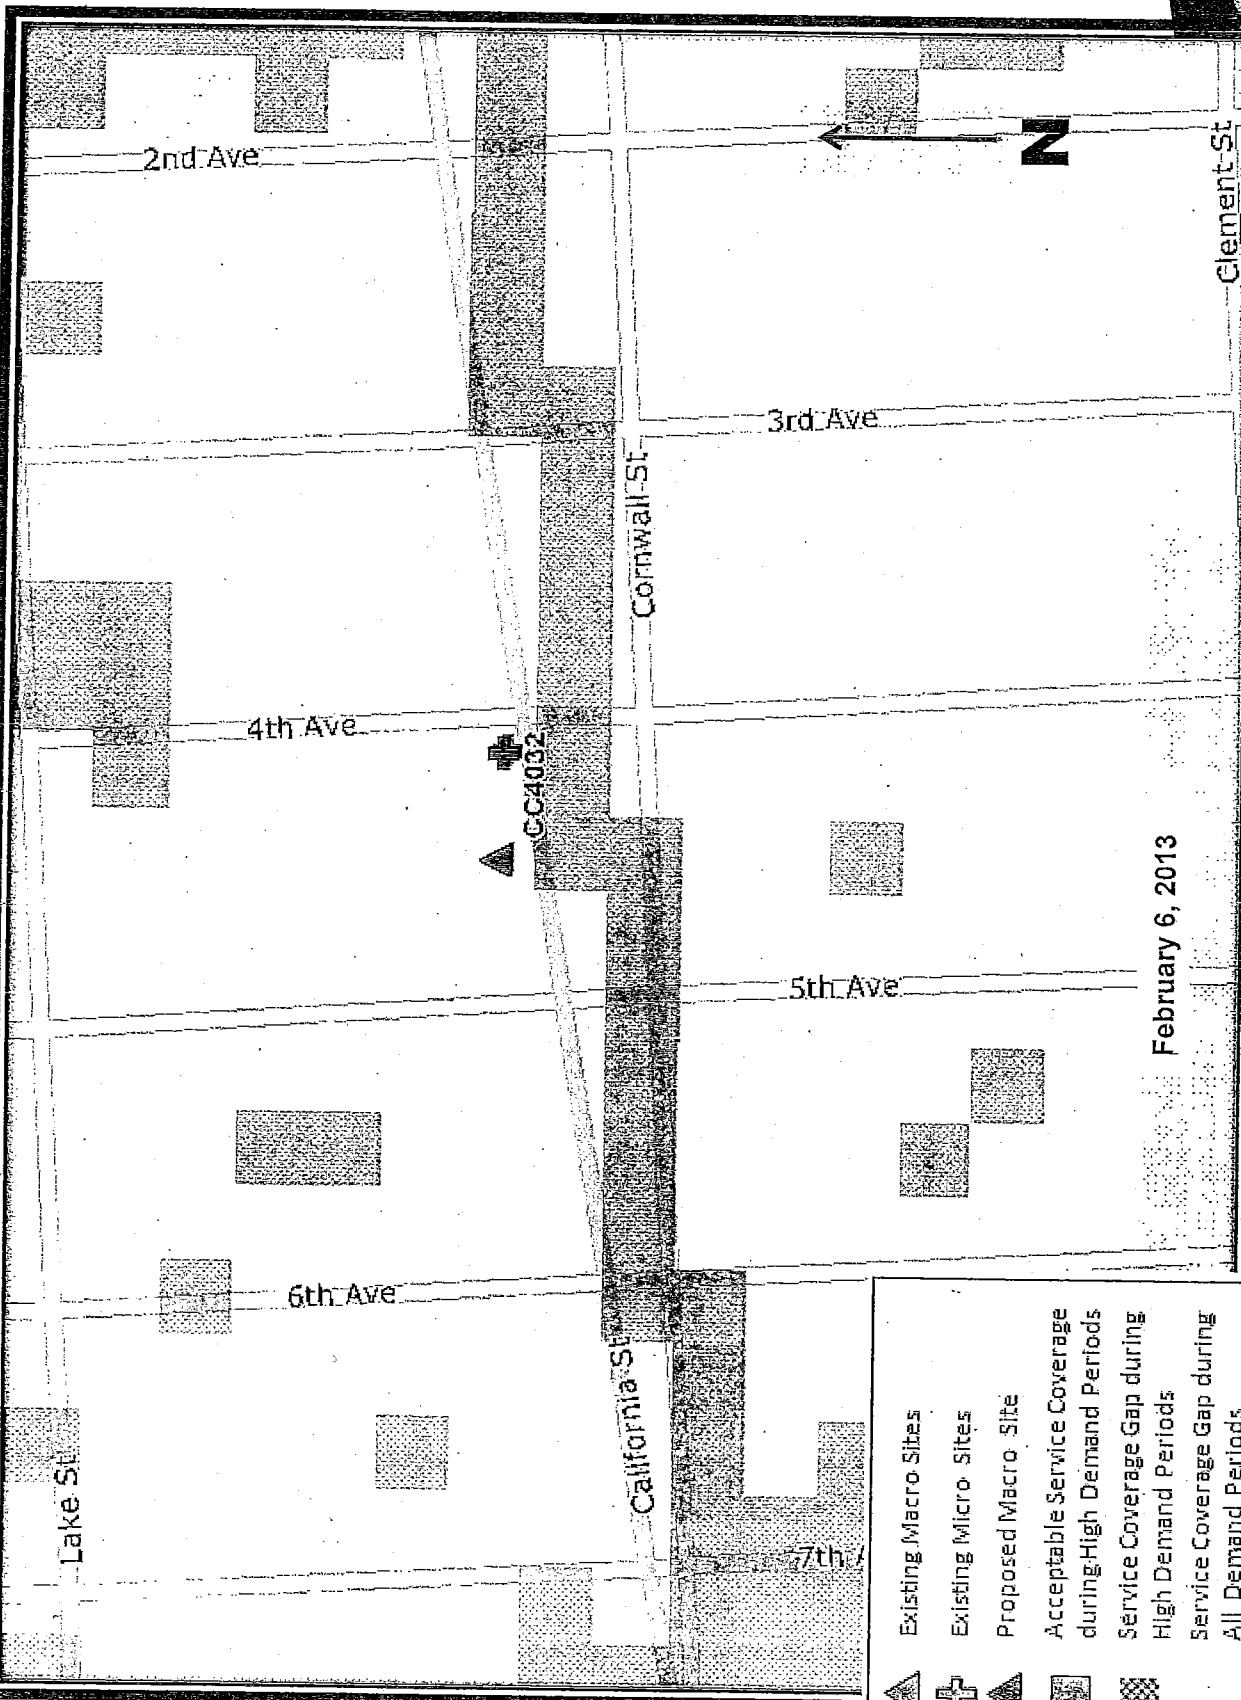 2nd Ave
N
Clement St
3rd Ave
Cornwall St
4th Ave
CC4032
5th Ave
February 6, 2013
6th Ave
California St
Lake St
7th A
Existing Macro Sites
Existing Micro Sites
Proposed Macro Site
Acceptable Service Coverage
during High Demand Periods
Service Coverage Gap during
High Demand Periods
Service Coverage Gap during
All Demand Periods